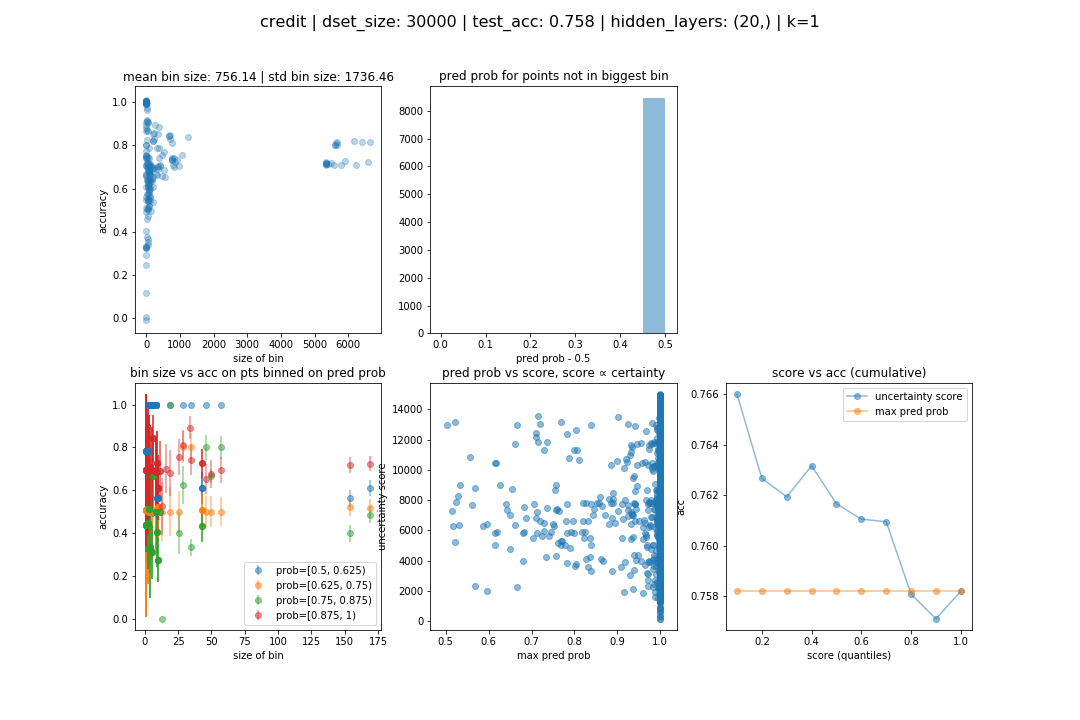 credit | dset_size: 30000 | test_acc: 0.758 | hidden_layers: (20,) | k=1
mean bin size: 756.14 | std bin size: 1736.46
1.0
0.8
0.6
0.4
0.2
0.0
accuracy
0 1000 2000 3000 4000 5000 6000
size of bin
pred prob for points not in biggest bin
8000
7000
6000
5000
4000
3000
2000
1000
0
0.0 0.1 0.2 0.3 0.4 0.5
pred prob - 0.5
bin size vs acc on pts binned on pred prob
1.0
0.8
0.6
0.4
0.2
0.0
accuracy
prob=[0.5, 0.625)
prob=[0.625, 0.75)
prob=[0.75, 0.875)
prob=[0.875, 1)
0 25 50 75 100 125 150 175
size of bin
pred prob vs score, score ∝ certainty
14000
12000
10000
8000
6000
4000
2000
0
uncertainty score
0.5 0.6 0.7 0.8 0.9 1.0
max pred prob
score vs acc (cumulative)
0.766
0.764
0.762
0.760
0.758
acc
uncertainty score
max pred prob
0.2 0.4 0.6 0.8 1.0
score (quantiles)